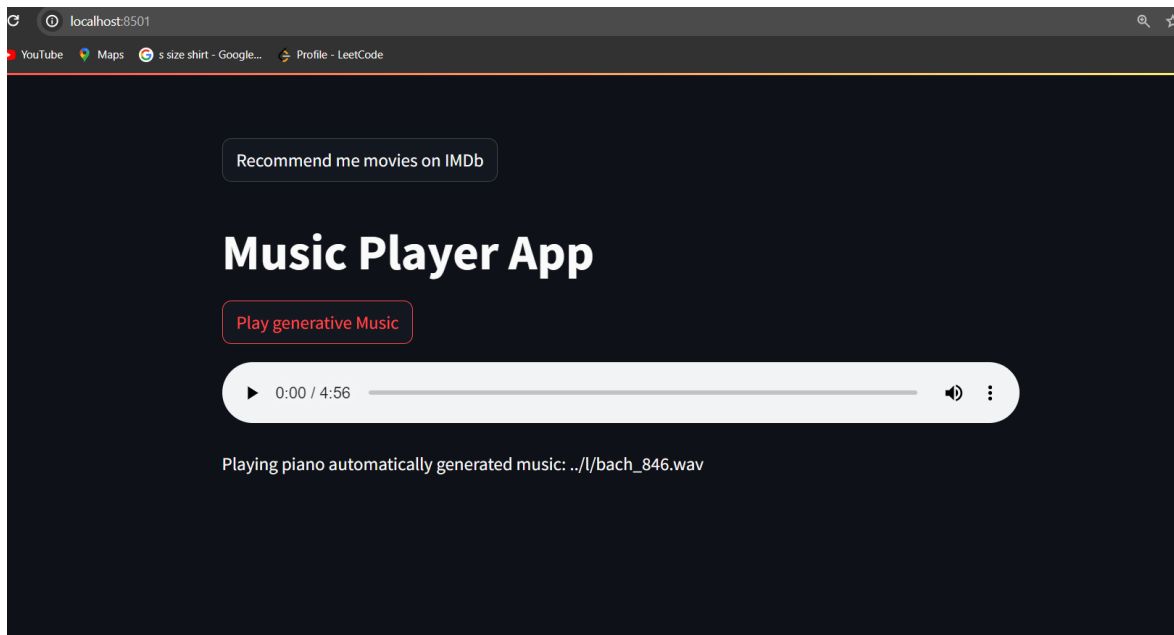 localhost:8501
YouTube Maps s size shirt - Google... Profile - LeetCode
Recommend me movies on IMDb
Music Player App
Play generative Music
0:00 / 4:56
Playing piano automatically generated music: ../l/bach_846.wav